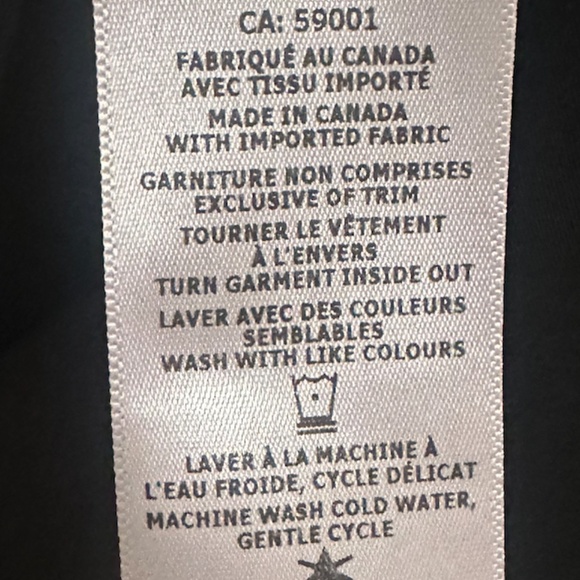 CA: 59001
FABRIQUÉ AU CANADA
AVEC TISSU IMPORTÉ
MADE IN CANADA
WITH IMPORTED FABRIC
GARNITURE NON COMPRISES
EXCLUSIVE OF TRIM
TOURNER LE VÊTEMENT
À L'ENVERS
TURN GARMENT INSIDE OUT
LAVER AVEC DES COULEURS
SEMBLABLES
WASH WITH LIKE COLOURS
LAVER À LA MACHINE À
L'EAU FROIDE, CYCLE DÉLICAT
MACHINE WASH COLD WATER,
GENTLE CYCLE